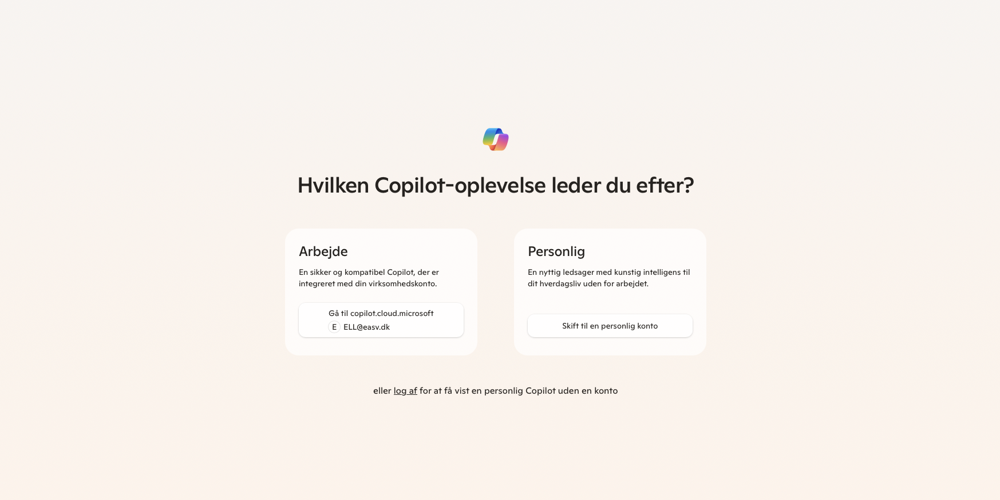 Hvilken Copilot-oplevelse leder du efter?
Arbejde
En sikker og kompatibel Copilot, der er
integreret med din virksomhedskonto.
Gå til copilot.cloud.microsoft
E ELL@easv.dk
Personlig
En nyttig ledsager med kunstig intelligens til
dit hverdagsliv uden for arbejdet.
Skift til en personlig konto
eller log af for at få vist en personlig Copilot uden en konto